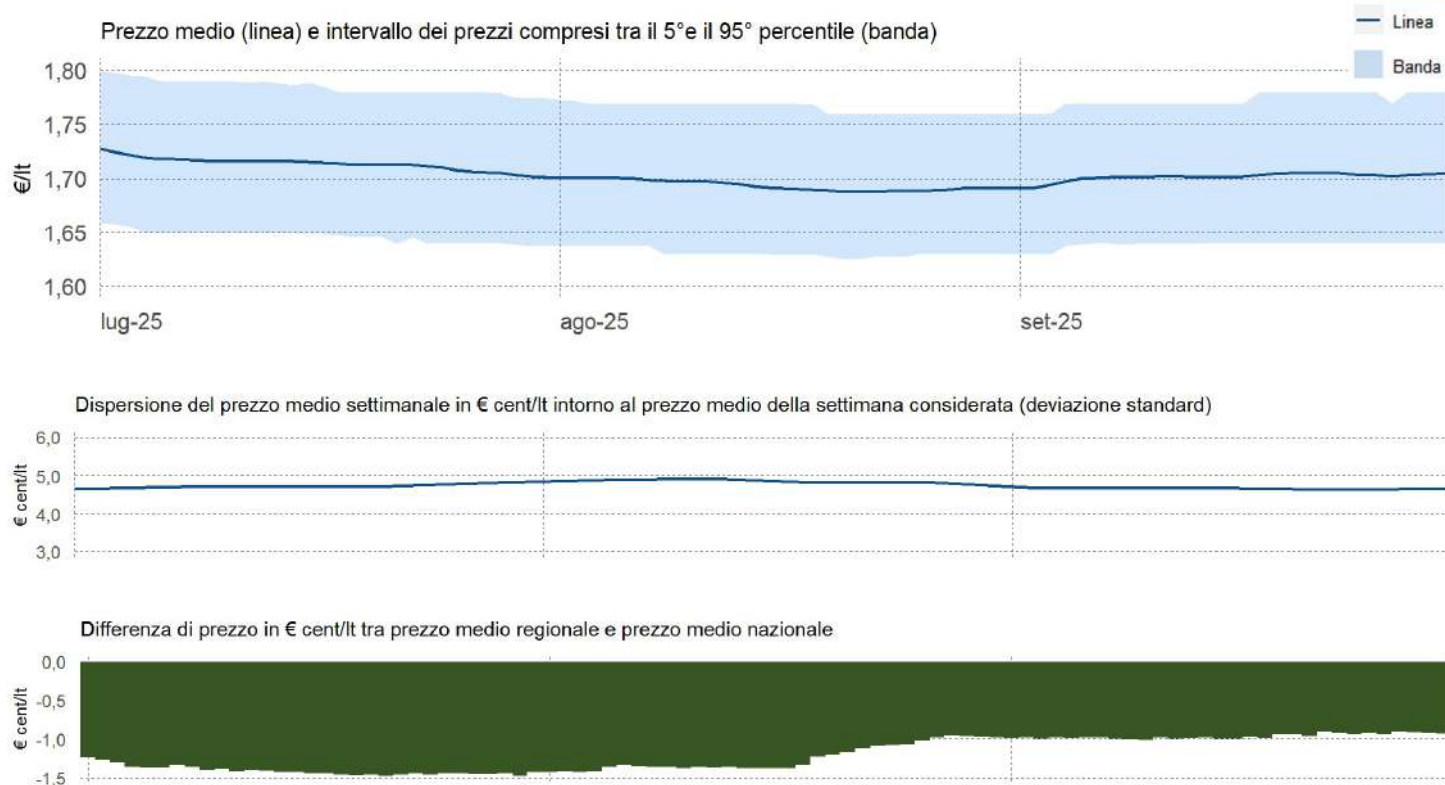 Prezzo medio (linea) e intervallo dei prezzi compresi tra il 5°e il 95° percentile (banda)
Linea
Banda
€/lt
1,80
1,75
1,70
1,65
1,60
lug-25
ago-25
set-25
Dispersione del prezzo medio settimanale in € cent/lt intorno al prezzo medio della settimana considerata (deviazione standard)
€ cent/lt
6,0
5,0
4,0
3,0
Differenza di prezzo in € cent/lt tra prezzo medio regionale e prezzo medio nazionale
€ cent/lt
0,0
-0,5
-1,0
-1,5